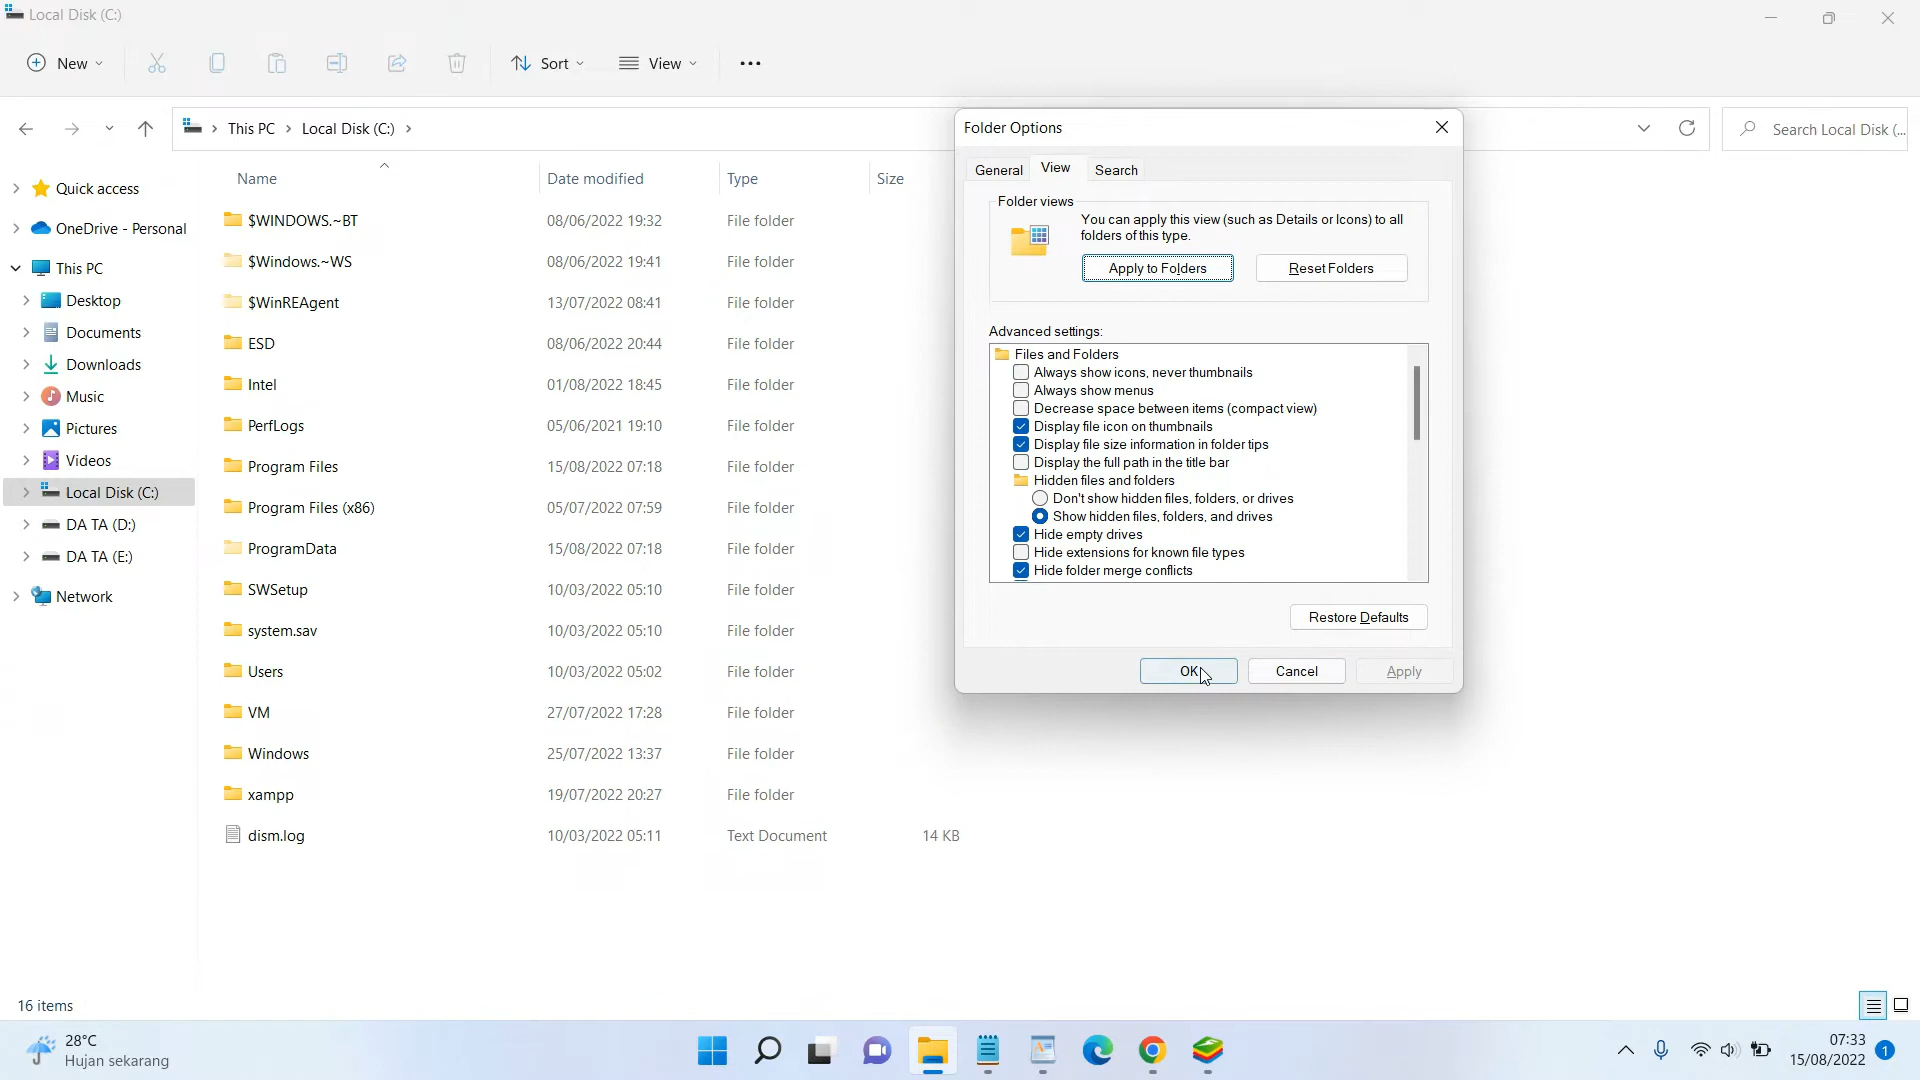 Local Disk (C:)
New
Sort
View
This PC
Local Disk (C:)
Search Local Disk (...
Quick access
OneDrive - Personal
This PC
Desktop
Documents
Downloads
Music
Pictures
Videos
Local Disk (C:)
DA TA (D:)
DA TA (E:)
Network
Name Date modified Type Size
$WINDOWS.~BT 08/06/2022 19:32 File folder
$Windows.~WS 08/06/2022 19:41 File folder
$WinREAgent 13/07/2022 08:41 File folder
ESD 08/06/2022 20:44 File folder
Intel 01/08/2022 18:45 File folder
PerfLogs 05/06/2021 19:10 File folder
Program Files 15/08/2022 07:18 File folder
Program Files (x86) 05/07/2022 07:59 File folder
ProgramData 15/08/2022 07:18 File folder
SWSetup 10/03/2022 05:10 File folder
system.sav 10/03/2022 05:10 File folder
Users 10/03/2022 05:02 File folder
VM 27/07/2022 17:28 File folder
Windows 25/07/2022 13:37 File folder
xampp 19/07/2022 20:27 File folder
dism.log 10/03/2022 05:11 Text Document 14 KB
Folder Options
General View Search
Folder views
You can apply this view (such as Details or Icons) to all
folders of this type.
Apply to Folders Reset Folders
Advanced settings:
Files and Folders
Always show icons, never thumbnails
Always show menus
Decrease space between items (compact view)
Display file icon on thumbnails
Display file size information in folder tips
Display the full path in the title bar
Hidden files and folders
Don't show hidden files, folders, or drives
Show hidden files, folders, and drives
Hide empty drives
Hide extensions for known file types
Hide folder merge conflicts
Restore Defaults
OK Cancel Apply
16 items
28°C
Hujan sekarang
07:33
15/08/2022
1